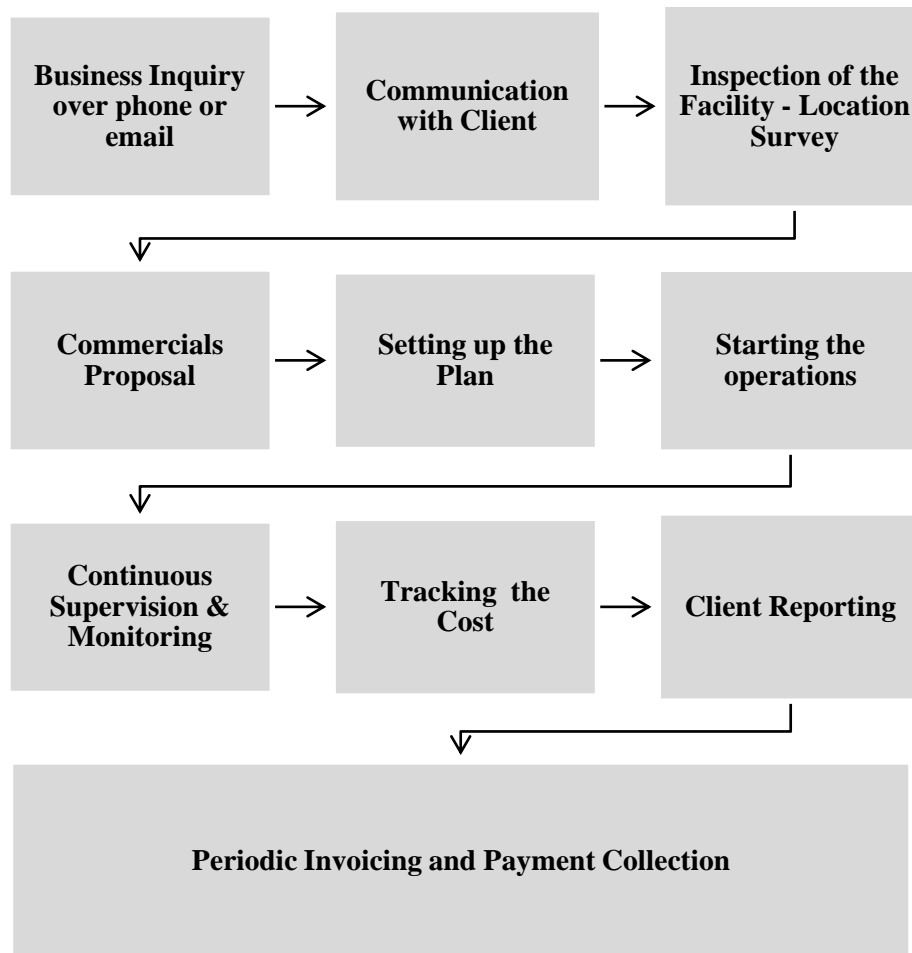 Business Inquiry
over phone or
email
Communication
with Client
Inspection of the
Facility - Location
Survey
Commercials
Proposal
Setting up the
Plan
Starting the
operations
Continuous
Supervision &
Monitoring
Tracking the
Cost
Client Reporting
Periodic Invoicing and Payment Collection